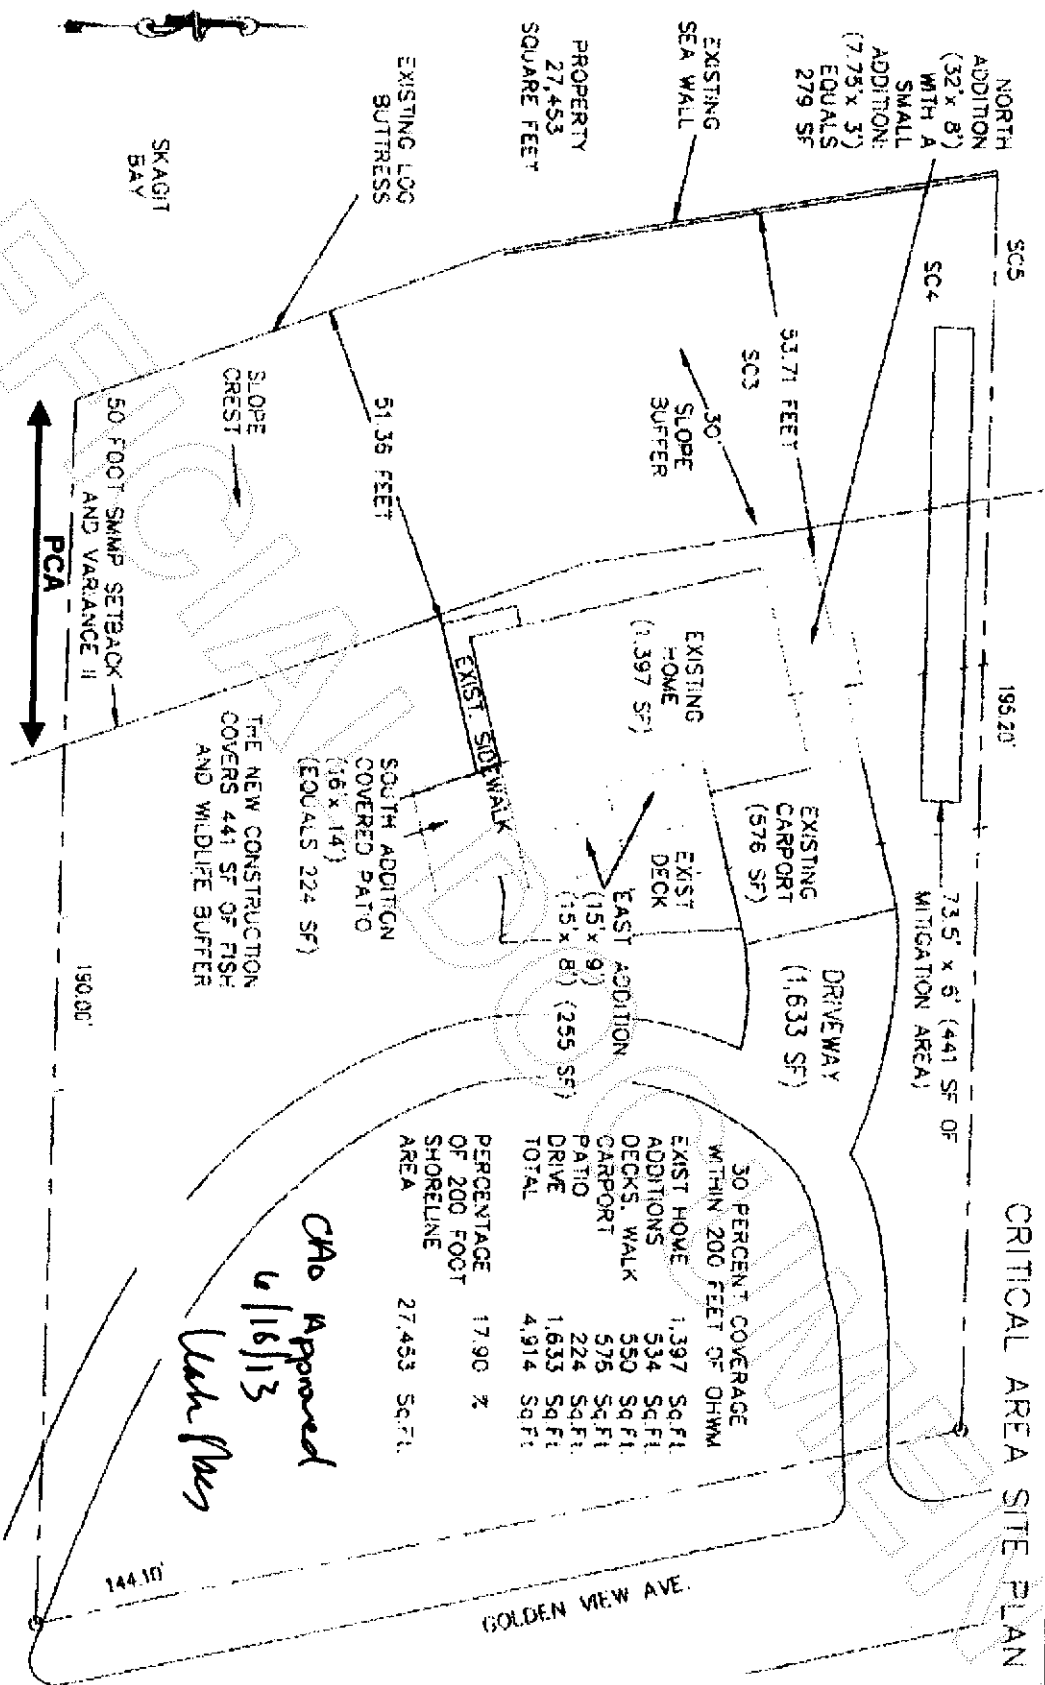 CRITICAL AREA SITE PLAN
NORTH
ADDITION
(32' x 8')
WITH A
SMALL
ADDITION:
(7.75' x 3')
EQUALS
279 SF
EXISTING
SEA WALL
PROPERTY
27,453
SQUARE FEET
EXISTING LOG
BUTTRESS
SKAGIT
BAY
SC5
SC4
195.20'
73.5' x 6' (441 SF OF
MITIGATION AREA)
53.71 FEET
SC3
30'
SLOPE
BUFFER
51.36 FEET
SLOPE
CREST
50 FOOT SMMP SETBACK
AND VARIANCE II
PCA
EXISTING
HOME
(1,397 SF)
EXISTING
CARPORT
(576 SF)
DRIVEWAY
(1,633 SF)
EXIST
DECK
EXIST. SIDEWALK
EAST ADDITION
(15' x 9')
(15' x 8') (255 SF)
SOUTH ADDITION
COVERED PATIO
(16' x 14')
(EQUALS 224 SF)
THE NEW CONSTRUCTION
COVERS 441 SF OF FISH
AND WILDLIFE BUFFER
190.00'
30 PERCENT COVERAGE
WITHIN 200 FEET OF OHWM
EXIST HOME 1,397 Sq.Ft.
ADDITIONS 534 Sq.Ft.
DECKS, WALK 550 Sq.Ft.
CARPORT 576 Sq.Ft.
PATIO 224 Sq.Ft.
DRIVE 1,633 Sq.Ft.
TOTAL 4,914 Sq.Ft.
PERCENTAGE
OF 200 FOOT 17.90 %
SHORELINE
AREA 27,453 Sq.Ft.
CAO Approved
6/16/13
144.10'
GOLDEN VIEW AVE.